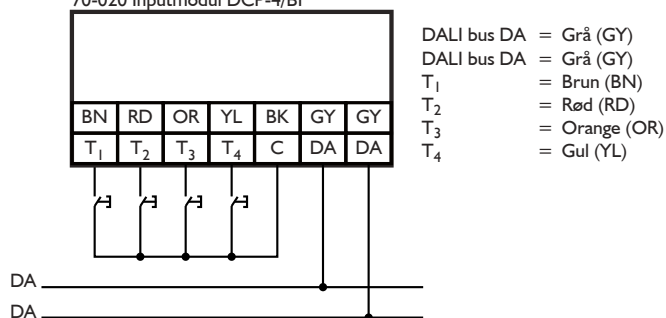 70-020 Inputmodul DCP-4/BI
DALI bus DA = Grå (GY)
DALI bus DA = Grå (GY)
T1 = Brun (BN)
T2 = Rød (RD)
T3 = Orange (OR)
T4 = Gul (YL)
BN RD OR YL BK GY GY
T1 T2 T3 T4 C DA DA
DA
DA